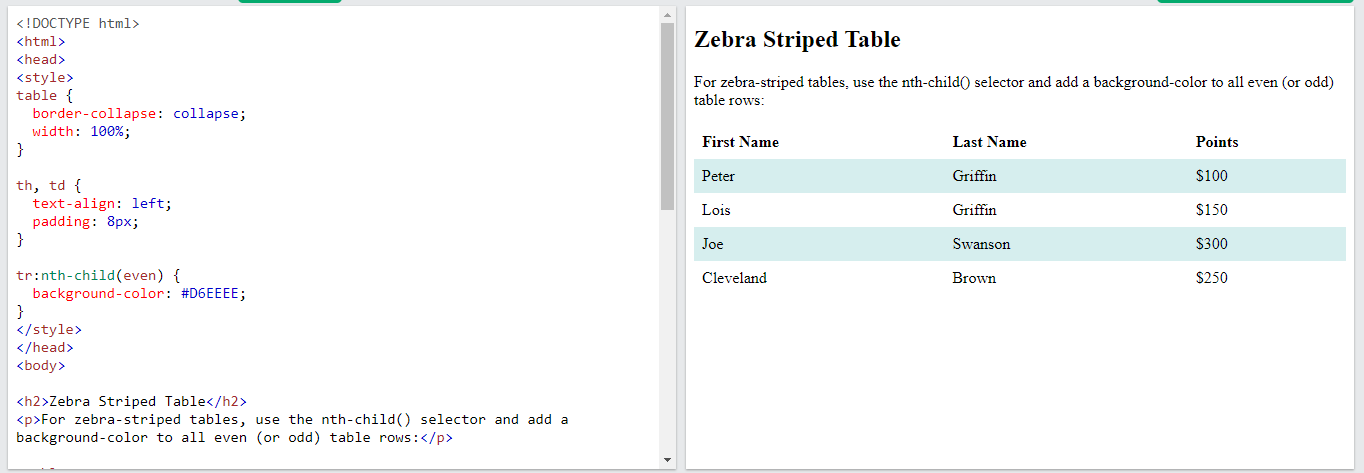 <!DOCTYPE html>
<html>
<head>
<style>
table {
  border-collapse: collapse;
  width: 100%;
}
th, td {
  text-align: left;
  padding: 8px;
}
tr:nth-child(even) {
  background-color: #D6EEEE;
}
</style>
</head>
<body>
<h2>Zebra Striped Table</h2>
<p>For zebra-striped tables, use the nth-child() selector and add a
background-color to all even (or odd) table rows:</p>
Zebra Striped Table
For zebra-striped tables, use the nth-child() selector and add a background-color to all even (or odd)
table rows:
First Name Last Name Points
Peter Griffin $100
Lois Griffin $150
Joe Swanson $300
Cleveland Brown $250